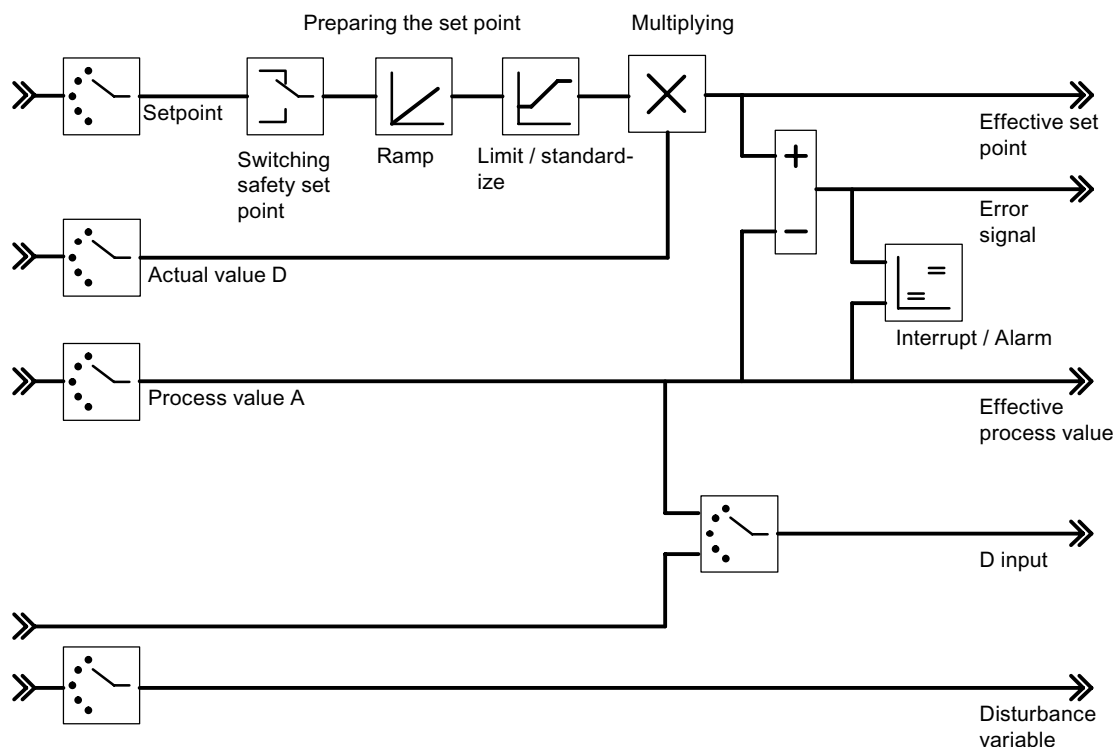 Preparing the set point
Multiplying
Setpoint
Switching
safety set
point
Ramp
Limit / standard-
ize
Effective set
point
Error
signal
Actual value D
Interrupt / Alarm
Process value A
Effective
process value
D input
Disturbance
variable